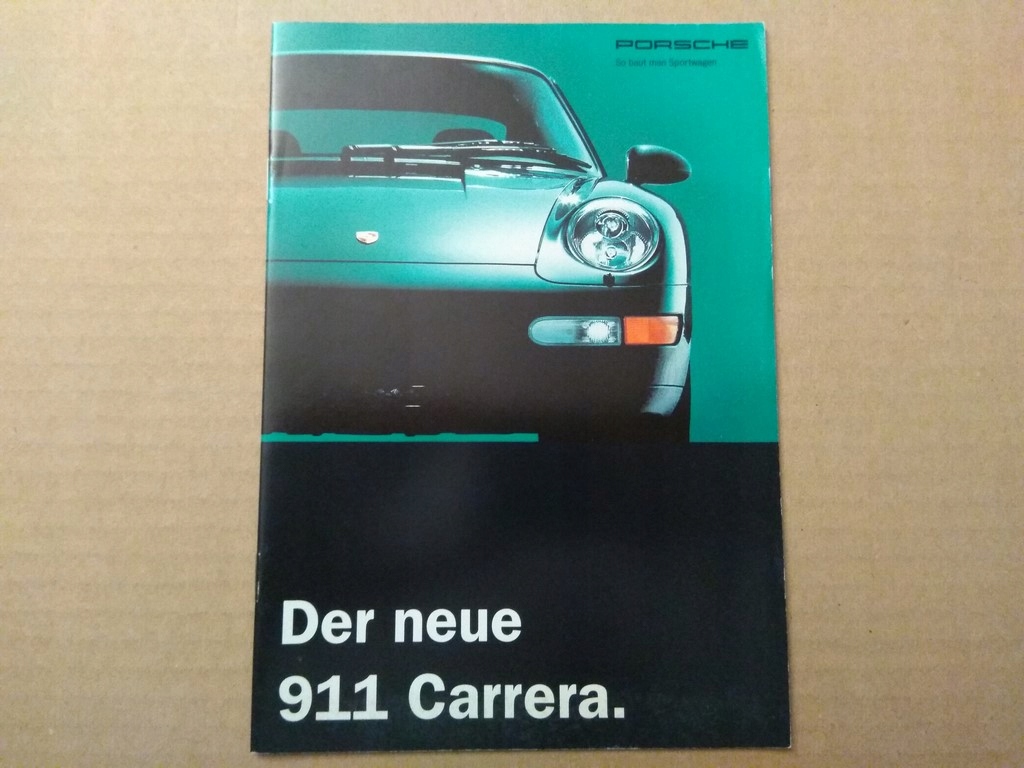 PORSCHE
So baut man Sportwagen
Der neue
911 Carrera.